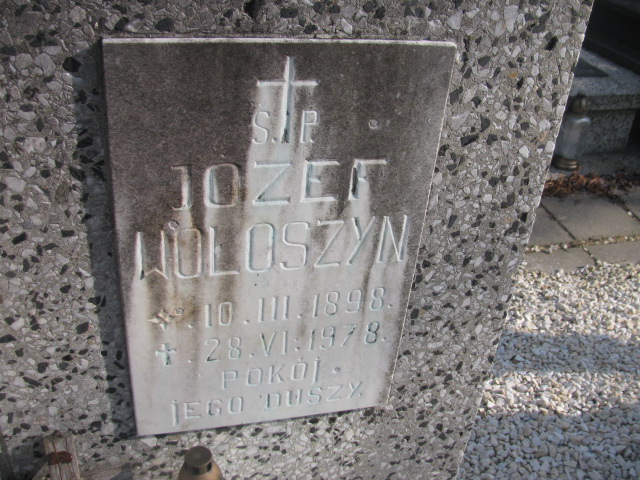 Ś. P.
JÓZEF
WOŁOSZYN
*. 10. III. 1898.
✝. 28. VI. 1978.
POKÓJ
JEGO DUSZY.